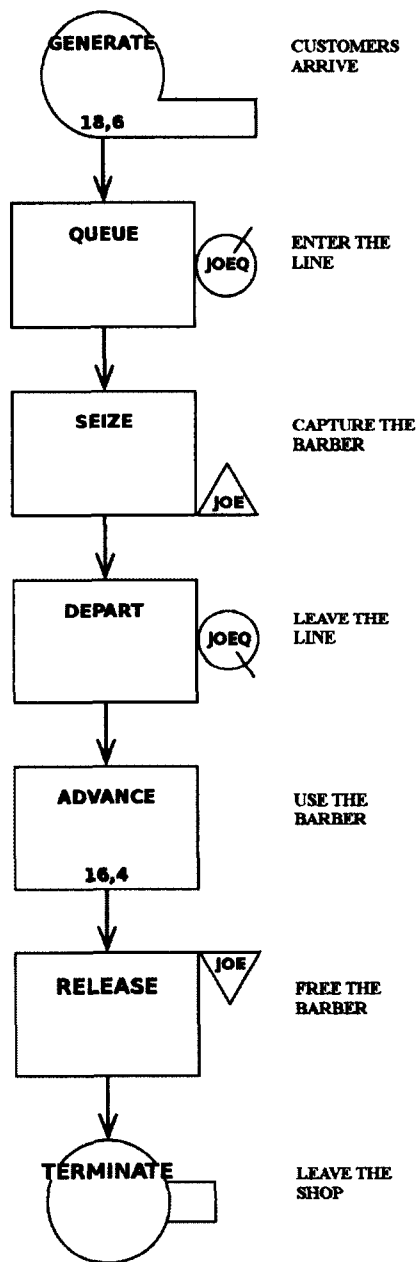 GENERATE
CUSTOMERS
ARRIVE
18,6
QUEUE
JOEQ
ENTER THE
LINE
SEIZE
CAPTURE THE
BARBER
JOE
DEPART
JOEQ
LEAVE THE
LINE
ADVANCE
USE THE
BARBER
16,4
JOE
RELEASE
FREE THE
BARBER
TERMINATE
LEAVE THE
SHOP